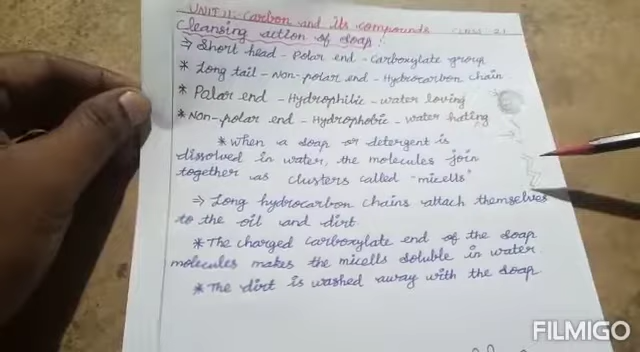 UNIT 11: Carbon and its compounds
Cleansing action of soap:
⇒ Short head - Polar end - Carboxylate group
* Long tail - Non-polar end - Hydrocarbon chain
* Polar end - Hydrophilic - water loving
* Non-polar end - Hydrophobic - water hating
* When a soap or detergent is
dissolved in water, the molecules join
together as clusters called "micells"
⇒ Long hydrocarbon chains attach themselves
to the oil and dirt.
* The charged carboxylate end of the soap
molecules makes the micells soluble in water.
* The dirt is washed away with the soap
FILMIGO